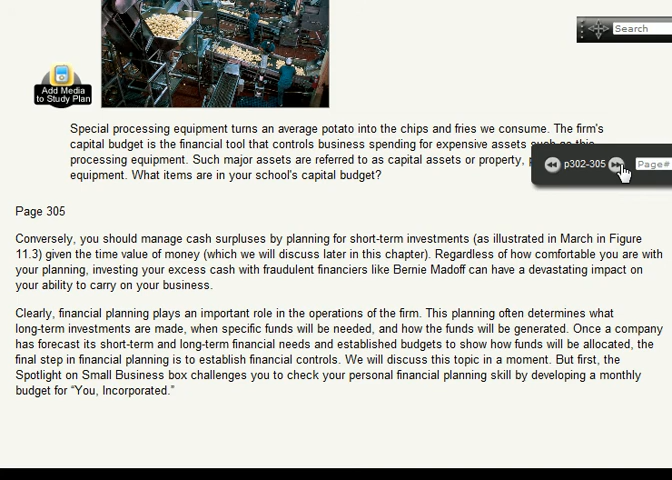 Search
Add Media
to Study Plan
Special processing equipment turns an average potato into the chips and fries we consume. The firm's
capital budget is the financial tool that controls business spending for expensive assets such as this
processing equipment. Such major assets are referred to as capital assets or property,
p302-305
Page#
equipment. What items are in your school's capital budget?
Page 305
Conversely, you should manage cash surpluses by planning for short-term investments (as illustrated in March in Figure
11.3) given the time value of money (which we will discuss later in this chapter). Regardless of how comfortable you are with
your planning, investing your excess cash with fraudulent financiers like Bernie Madoff can have a devastating impact on
your ability to carry on your business.
Clearly, financial planning plays an important role in the operations of the firm. This planning often determines what
long-term investments are made, when specific funds will be needed, and how the funds will be generated. Once a company
has forecast its short-term and long-term financial needs and established budgets to show how funds will be allocated, the
final step in financial planning is to establish financial controls. We will discuss this topic in a moment. But first, the
Spotlight on Small Business box challenges you to check your personal financial planning skill by developing a monthly
budget for “You, Incorporated.”